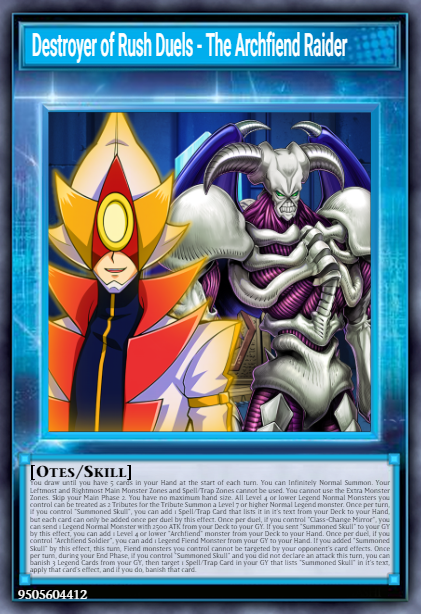 Destroyer of Rush Duels - The Archfiend Raider
[Otes/Skill]
You draw until you have 5 cards in your Hand at the start of each turn. You can Infinitely Normal Summon. Your
Leftmost and Rightmost Main Monster Zones and Spell/Trap Zones cannot be used. You cannot use the Extra Monster
Zones. Skip your Main Phase 2. You have no maximum hand size. All Level 4 or lower Legend Normal Monsters you
control can be treated as 2 Tributes for the Tribute Summon a Level 7 or higher Normal Legend monster. Once per turn,
if you control "Summoned Skull", you can add 1 Spell/Trap Card that lists it in it's text from your Deck to your Hand,
but each card can only be added once per duel by this effect. Once per duel, if you control "Class-Change Mirror", you
can send 1 Legend Normal Monster with 2500 ATK from your Deck to your GY. If you sent "Summoned Skull" to your GY
by this effect, you can add 1 Level 4 or lower "Archfiend" monster from your Deck to your Hand. Once per duel, if you
control "Archfiend Soldier", you can add 1 Legend Fiend Monster from your GY to your Hand. If you added "Summoned
Skull" by this effect, this turn, Fiend monsters you control cannot be targeted by your opponent's card effects. Once
per turn, during your End Phase, if you control "Summoned Skull" and you did not declare an attack this turn, you can
banish 3 Legend Cards from your GY, then target 1 Spell/Trap Card in your GY that lists "Summoned Skull" in it's text,
apply that card's effect, and if you do, banish that card.
9505604412